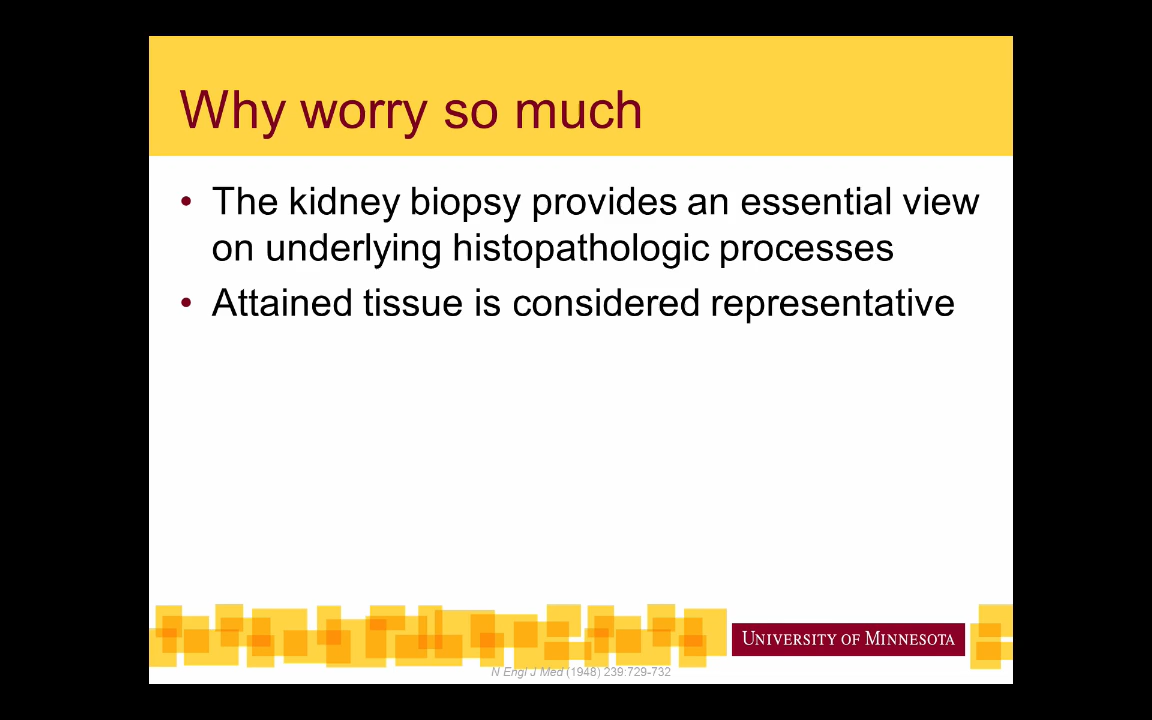 Why worry so much
• The kidney biopsy provides an essential view
on underlying histopathologic processes
• Attained tissue is considered representative
UNIVERSITY OF MINNESOTA
N Engl J Med (1948) 239:729-732